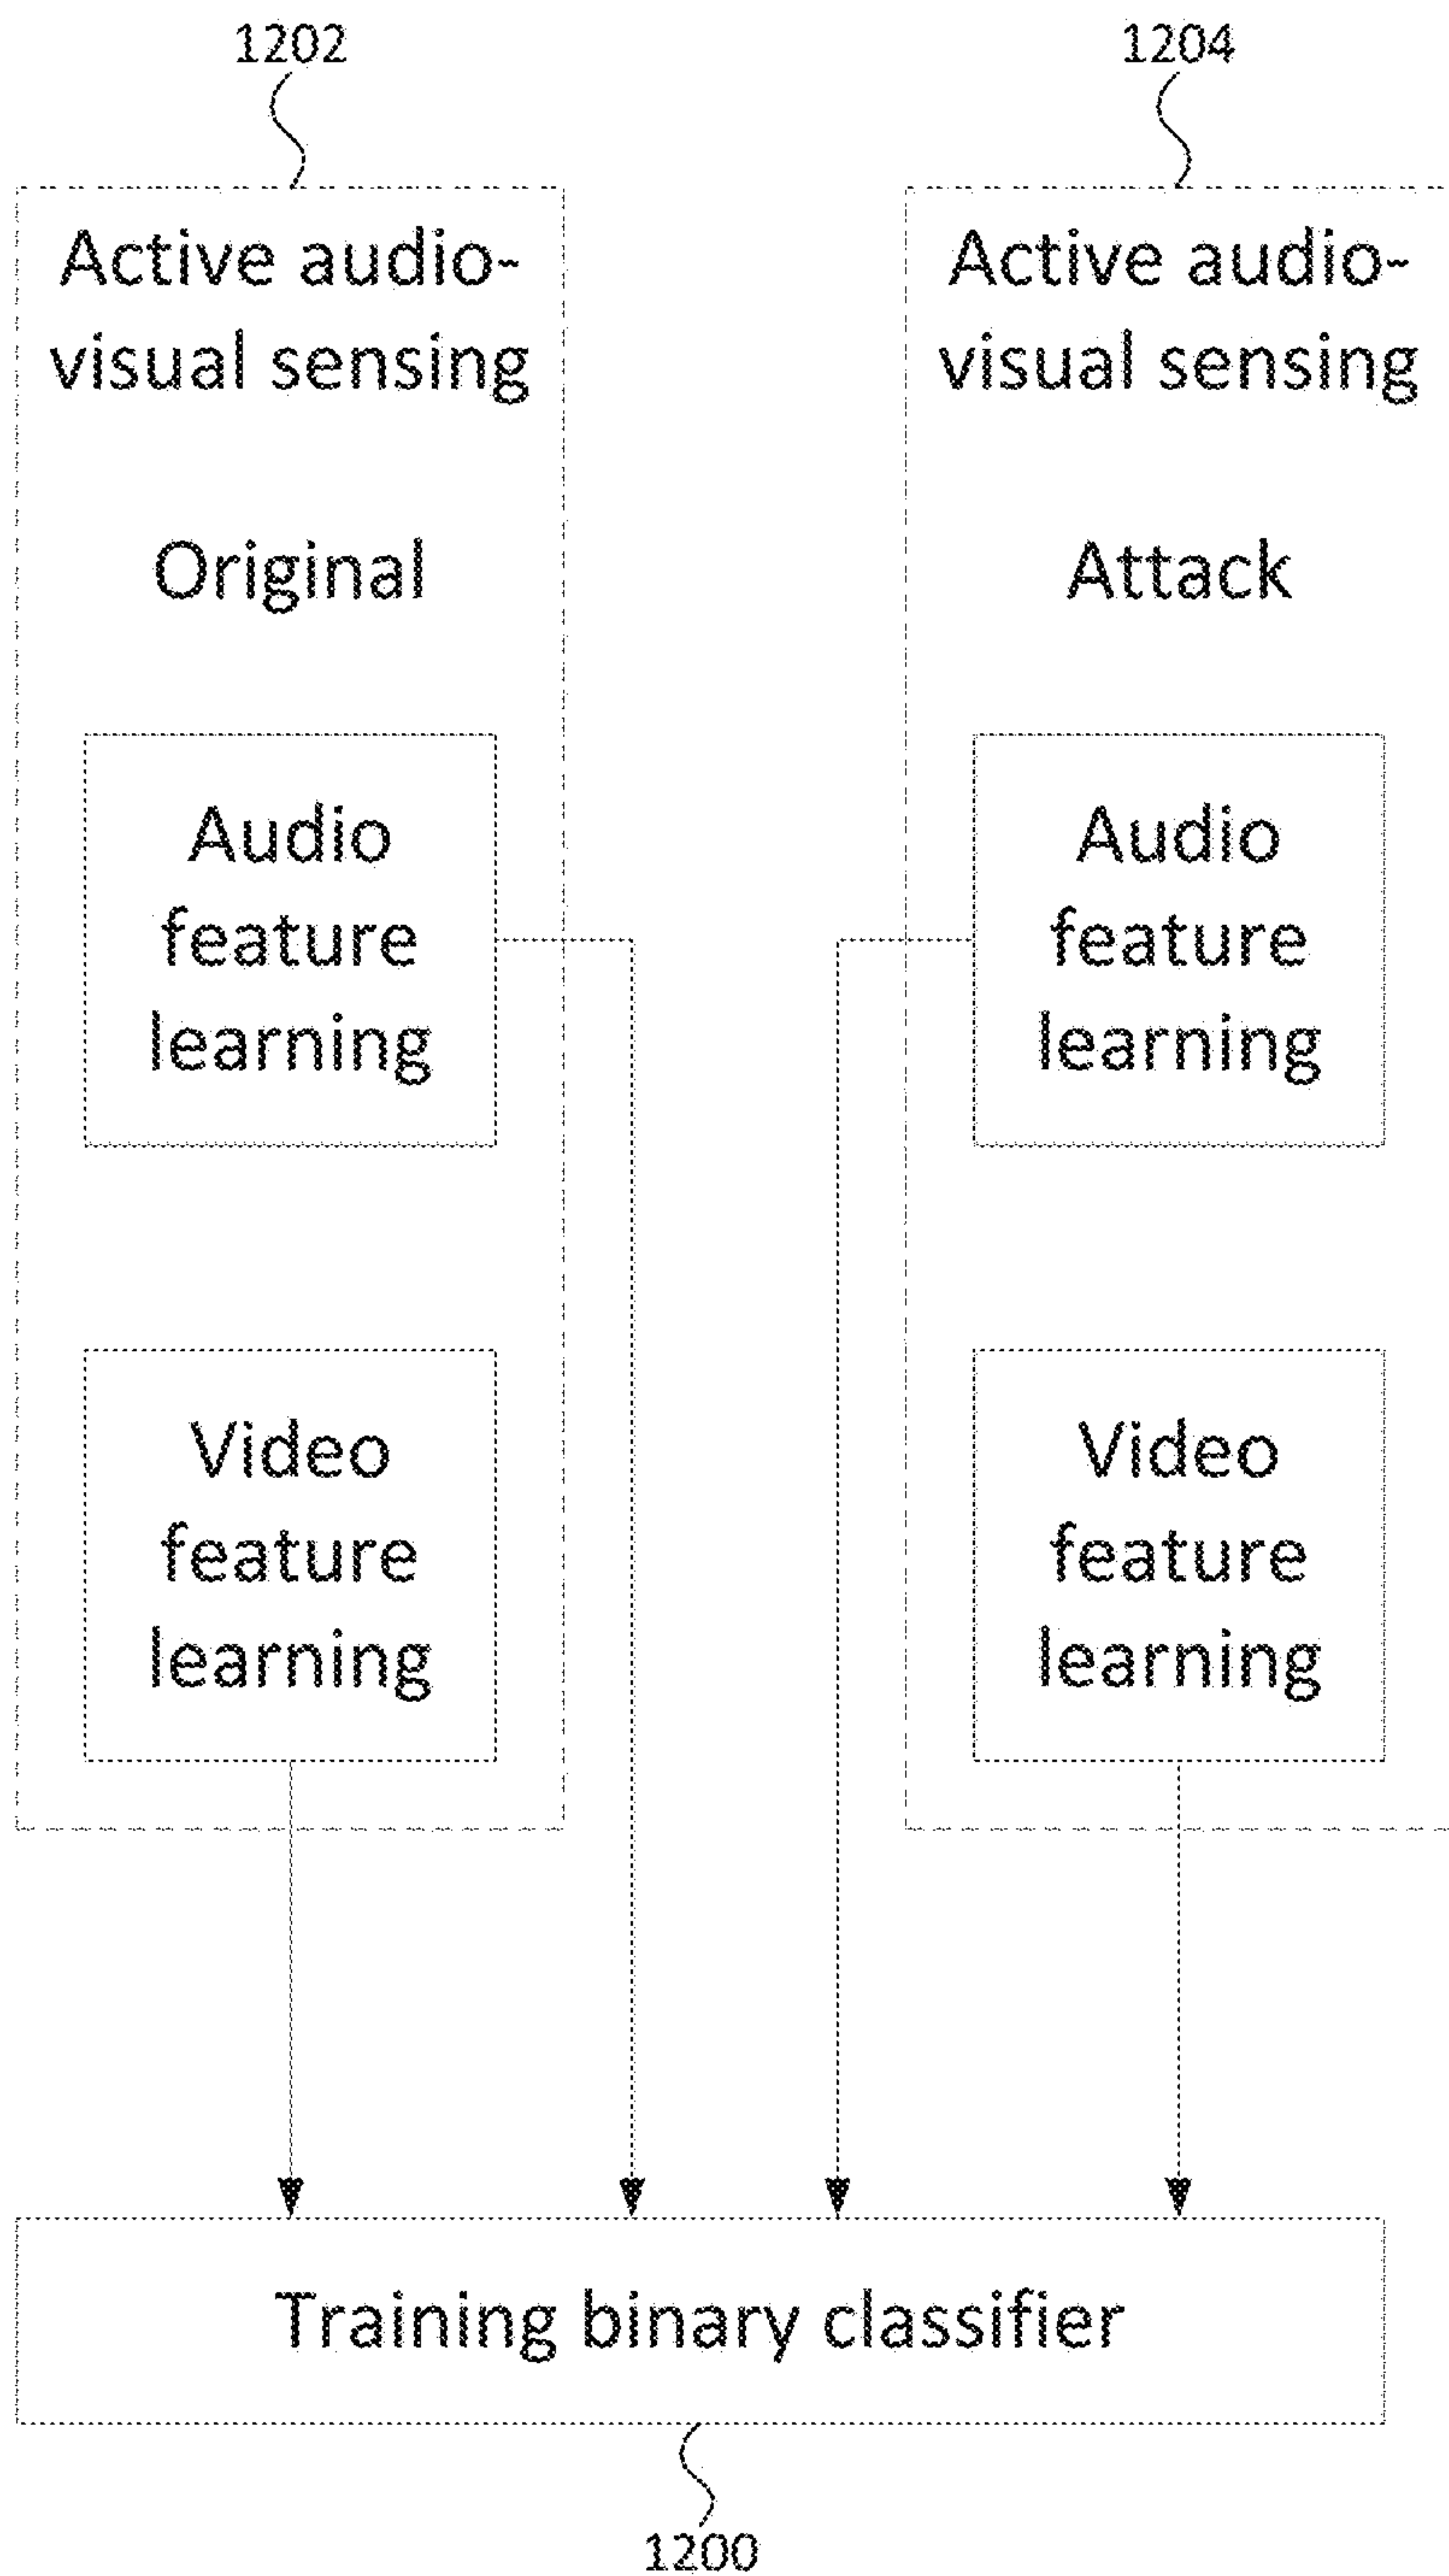 1202
Active audio-
visual sensing
Original
Audio
feature
learning
Video
feature
learning
1204
Active audio-
visual sensing
Attack
Audio
feature
learning
Video
feature
learning
Training binary classifier
1200